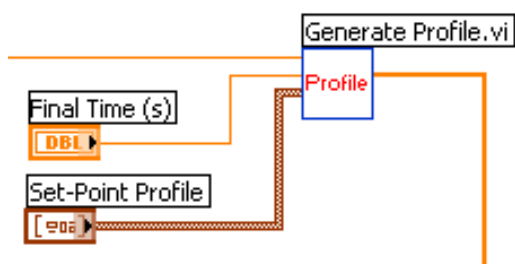 Generate Profile.vi
Profile
Final Time (s)
DBL
Set-Point Profile